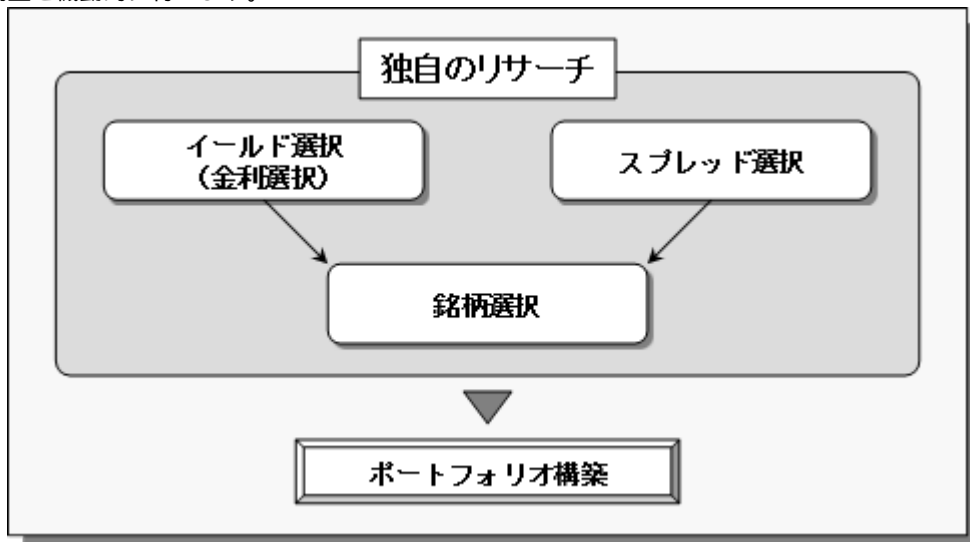 独自のリサーチ
イールド選択
（金利選択）
スプレッド選択
銘柄選択
ポートフォリオ構築